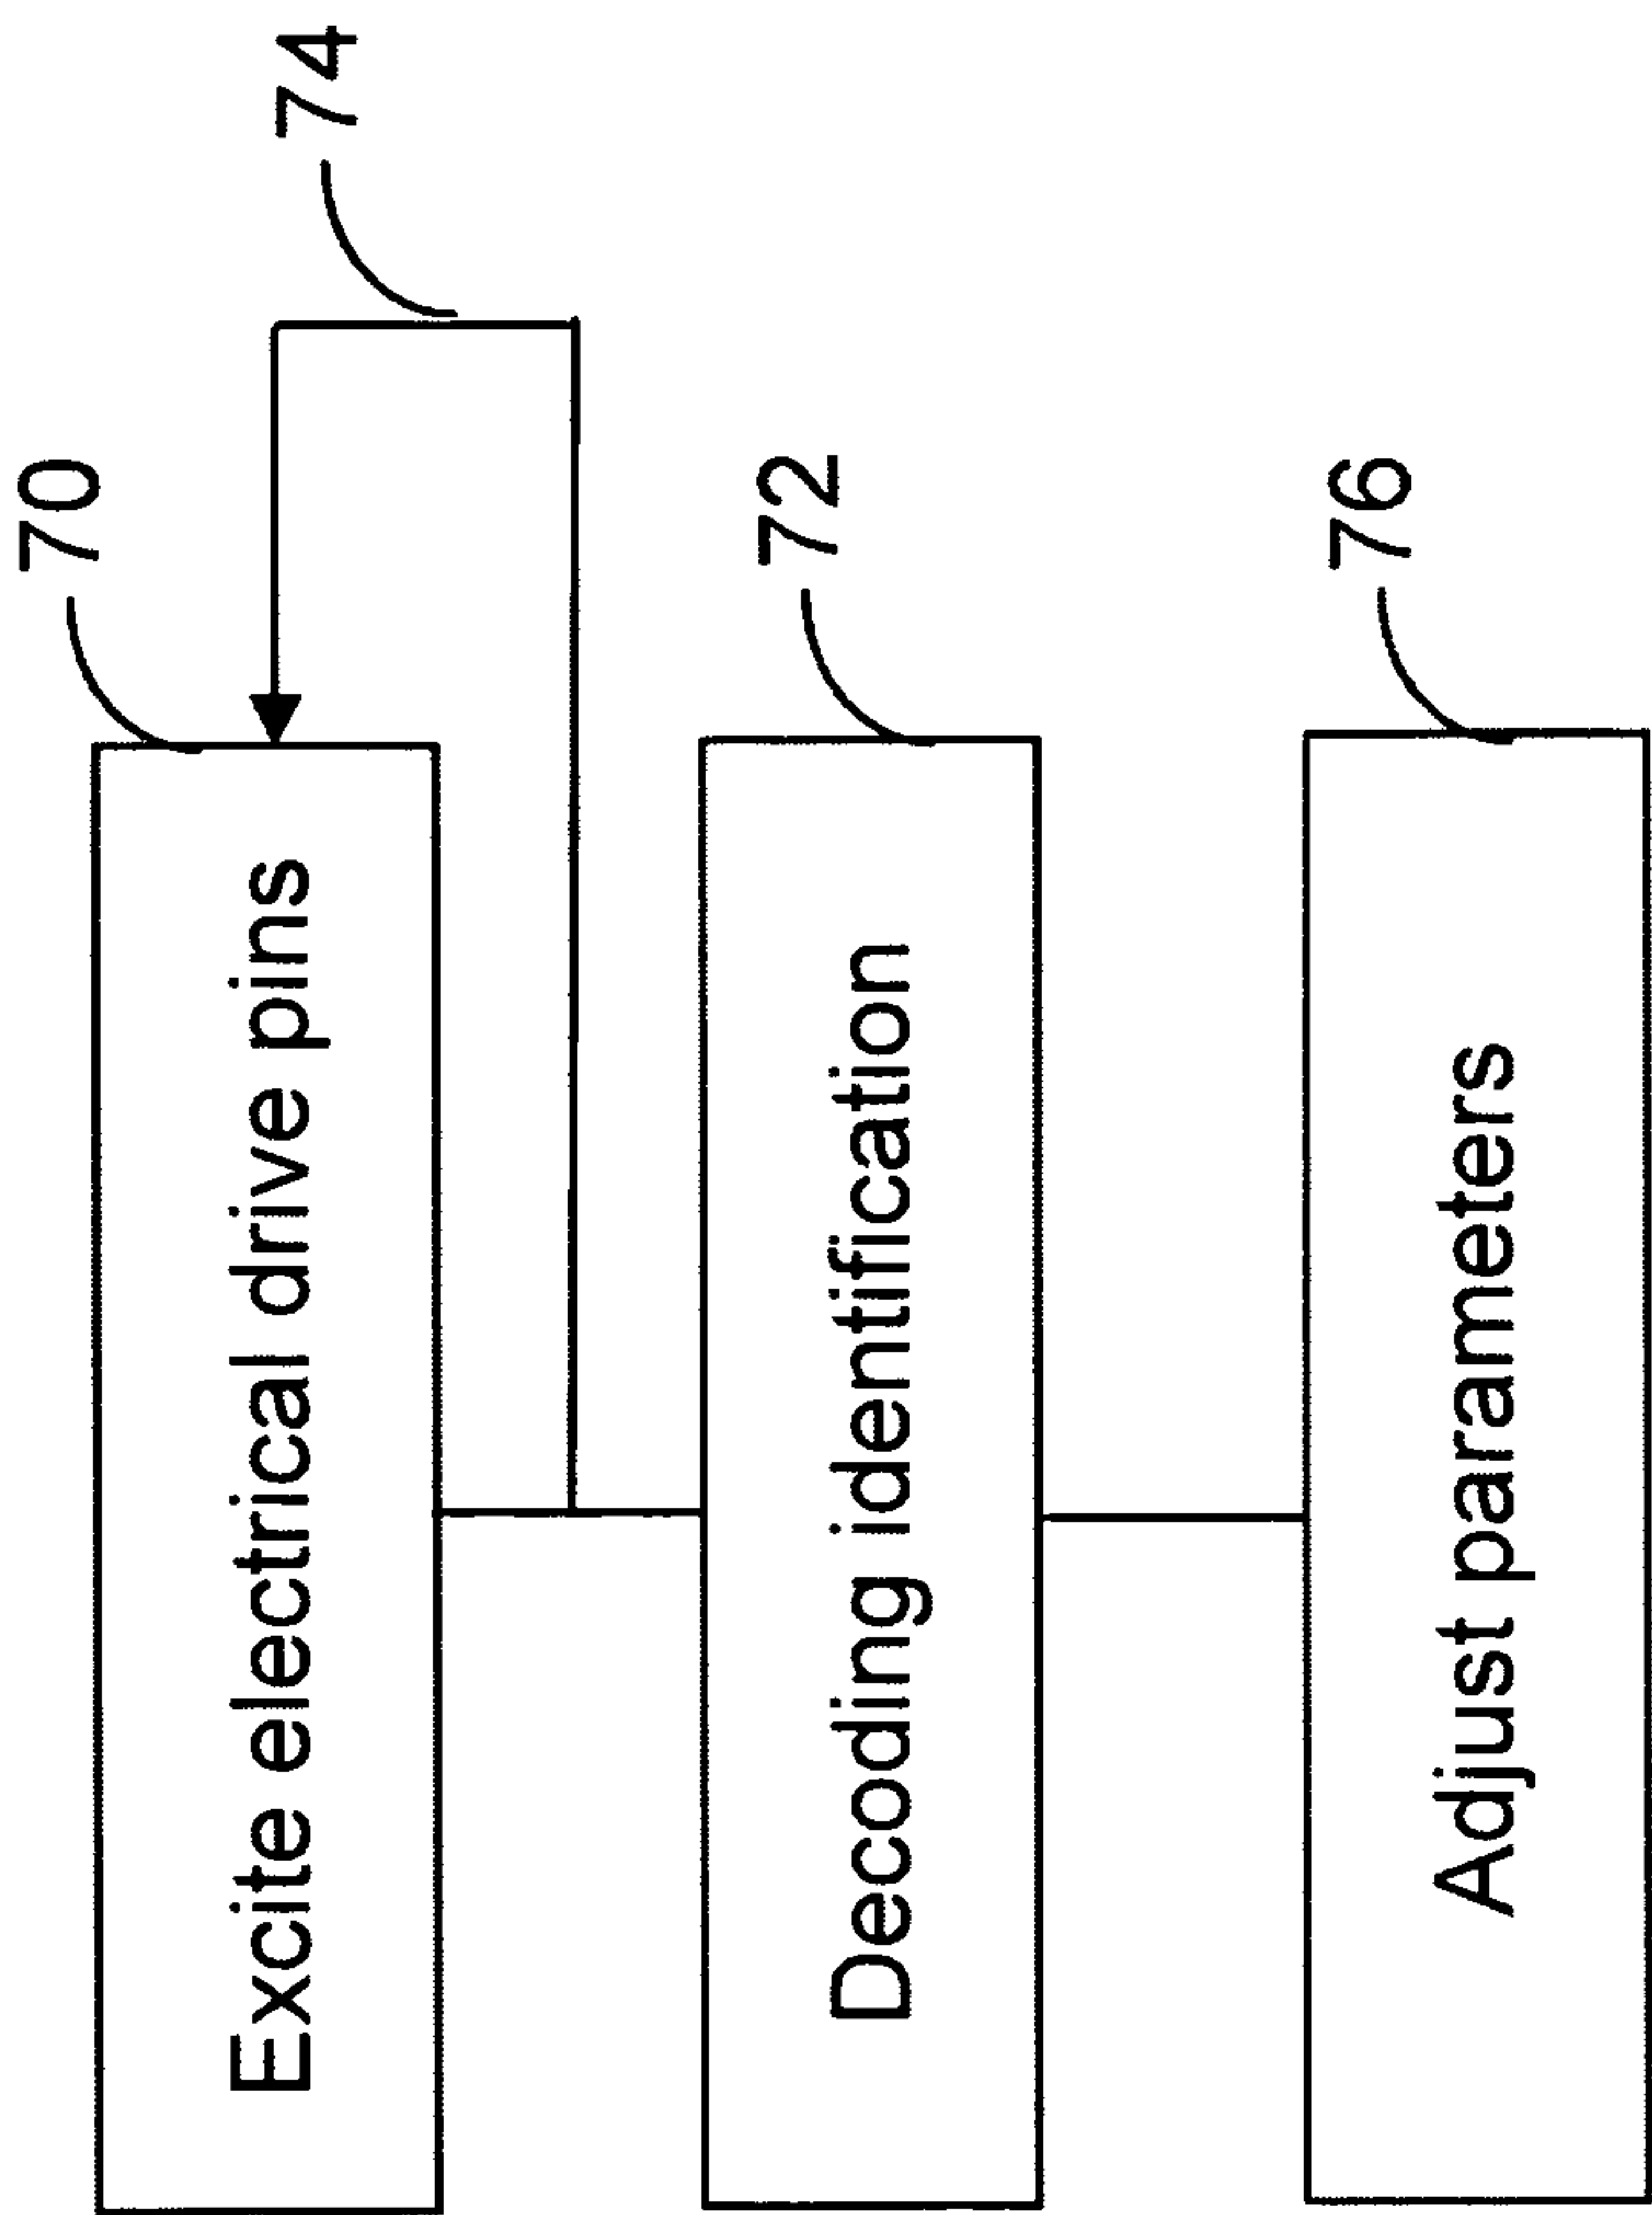 70
Excite electrical drive pins
74
72
Decoding identification
76
Adjust parameters